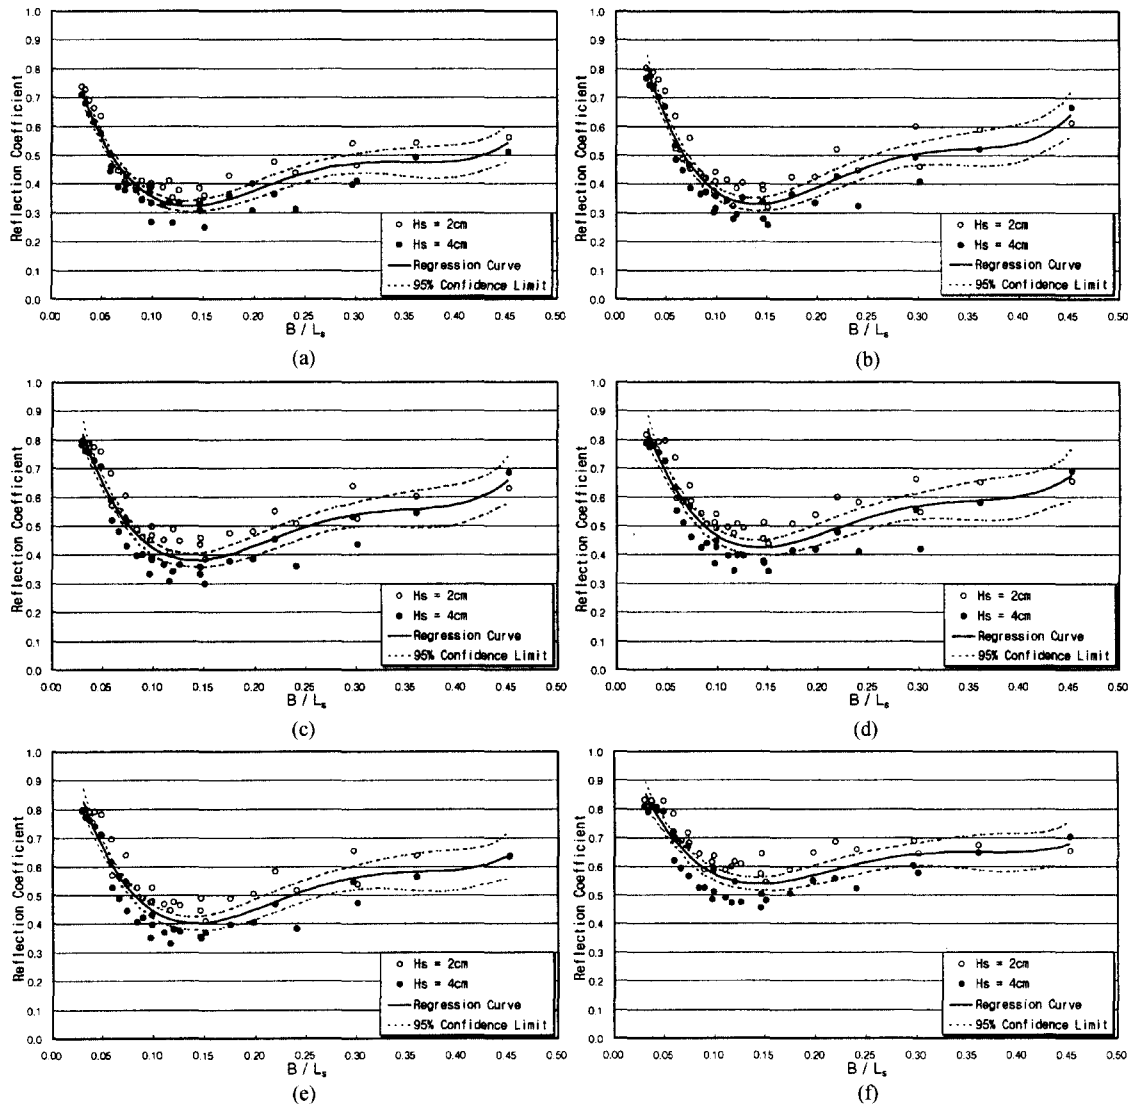 Reflection Coefficient
1.0
0.9
0.8
0.7
0.6
0.5
0.4
0.3
0.2
0.1
0.0
Hs = 2cm
Hs = 4cm
Regression Curve
95% Confidence Limit
0.00 0.05 0.10 0.15 0.20 0.25 0.30 0.35 0.40 0.45 0.50
B / Ls
(a)
Reflection Coefficient
1.0
0.9
0.8
0.7
0.6
0.5
0.4
0.3
0.2
0.1
0.0
Hs = 2cm
Hs = 4cm
Regression Curve
95% Confidence Limit
0.00 0.05 0.10 0.15 0.20 0.25 0.30 0.35 0.40 0.45 0.50
B / Ls
(b)
Reflection Coefficient
1.0
0.9
0.8
0.7
0.6
0.5
0.4
0.3
0.2
0.1
0.0
Hs = 2cm
Hs = 4cm
Regression Curve
95% Confidence Limit
0.00 0.05 0.10 0.15 0.20 0.25 0.30 0.35 0.40 0.45 0.50
B / Ls
(c)
Reflection Coefficient
1.0
0.9
0.8
0.7
0.6
0.5
0.4
0.3
0.2
0.1
0.0
Hs = 2cm
Hs = 4cm
Regression Curve
95% Confidence Limit
0.00 0.05 0.10 0.15 0.20 0.25 0.30 0.35 0.40 0.45 0.50
B / Ls
(d)
Reflection Coefficient
1.0
0.9
0.8
0.7
0.6
0.5
0.4
0.3
0.2
0.1
0.0
Hs = 2cm
Hs = 4cm
Regression Curve
95% Confidence Limit
0.00 0.05 0.10 0.15 0.20 0.25 0.30 0.35 0.40 0.45 0.50
B / Ls
(e)
Reflection Coefficient
1.0
0.9
0.8
0.7
0.6
0.5
0.4
0.3
0.2
0.1
0.0
Hs = 2cm
Hs = 4cm
Regression Curve
95% Confidence Limit
0.00 0.05 0.10 0.15 0.20 0.25 0.30 0.35 0.40 0.45 0.50
B / Ls
(f)